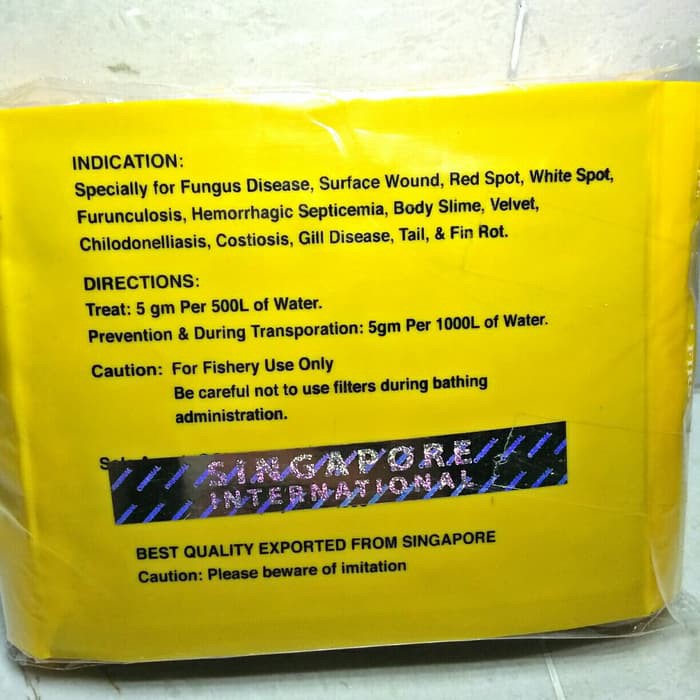 INDICATION:
Specially for Fungus Disease, Surface Wound, Red Spot, White Spot,
Furunculosis, Hemorrhagic Septicemia, Body Slime, Velvet,
Chilodonelliasis, Costiosis, Gill Disease, Tail, & Fin Rot.
DIRECTIONS:
Treat: 5 gm Per 500L of Water.
Prevention & During Transporation: 5gm Per 1000L of Water.
Caution: For Fishery Use Only
Be careful not to use filters during bathing
administration.
SINGAPORE
INTERNATIONAL
BEST QUALITY EXPORTED FROM SINGAPORE
Caution: Please beware of imitation